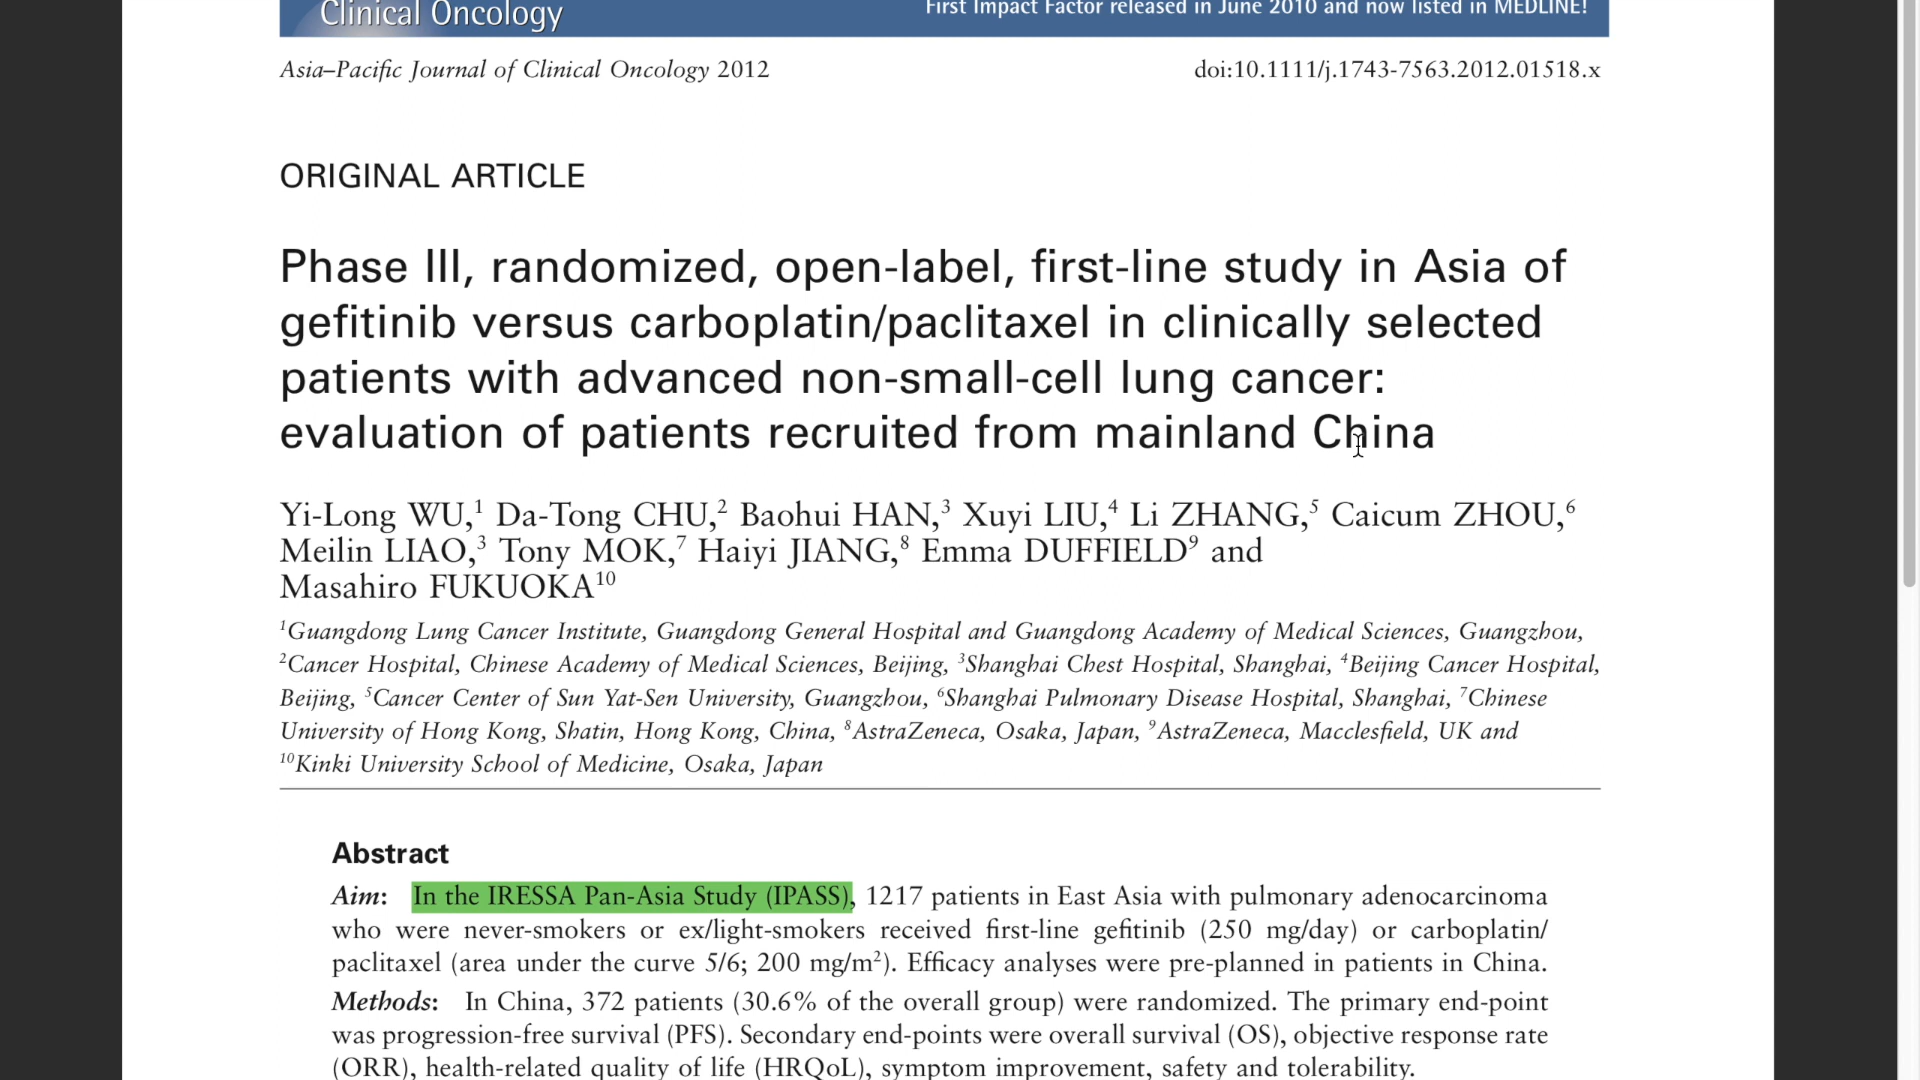 Clinical Oncology
First Impact Factor released in June 2010 and now listed in MEDLINE!
Asia–Pacific Journal of Clinical Oncology 2012
doi:10.1111/j.1743-7563.2012.01518.x
ORIGINAL ARTICLE
Phase III, randomized, open-label, first-line study in Asia of
gefitinib versus carboplatin/paclitaxel in clinically selected
patients with advanced non-small-cell lung cancer:
evaluation of patients recruited from mainland China
Yi-Long WU,1 Da-Tong CHU,2 Baohui HAN,3 Xuyi LIU,4 Li ZHANG,5 Caicum ZHOU,6
Meilin LIAO,3 Tony MOK,7 Haiyi JIANG,8 Emma DUFFIELD9 and
Masahiro FUKUOKA10
1Guangdong Lung Cancer Institute, Guangdong General Hospital and Guangdong Academy of Medical Sciences, Guangzhou,
2Cancer Hospital, Chinese Academy of Medical Sciences, Beijing, 3Shanghai Chest Hospital, Shanghai, 4Beijing Cancer Hospital,
Beijing, 5Cancer Center of Sun Yat-Sen University, Guangzhou, 6Shanghai Pulmonary Disease Hospital, Shanghai, 7Chinese
University of Hong Kong, Shatin, Hong Kong, China, 8AstraZeneca, Osaka, Japan, 9AstraZeneca, Macclesfield, UK and
10Kinki University School of Medicine, Osaka, Japan
Abstract
Aim: In the IRESSA Pan-Asia Study (IPASS), 1217 patients in East Asia with pulmonary adenocarcinoma
who were never-smokers or ex/light-smokers received first-line gefitinib (250 mg/day) or carboplatin/
paclitaxel (area under the curve 5/6; 200 mg/m2). Efficacy analyses were pre-planned in patients in China.
Methods: In China, 372 patients (30.6% of the overall group) were randomized. The primary end-point
was progression-free survival (PFS). Secondary end-points were overall survival (OS), objective response rate
(ORR), health-related quality of life (HRQoL), symptom improvement, safety and tolerability.